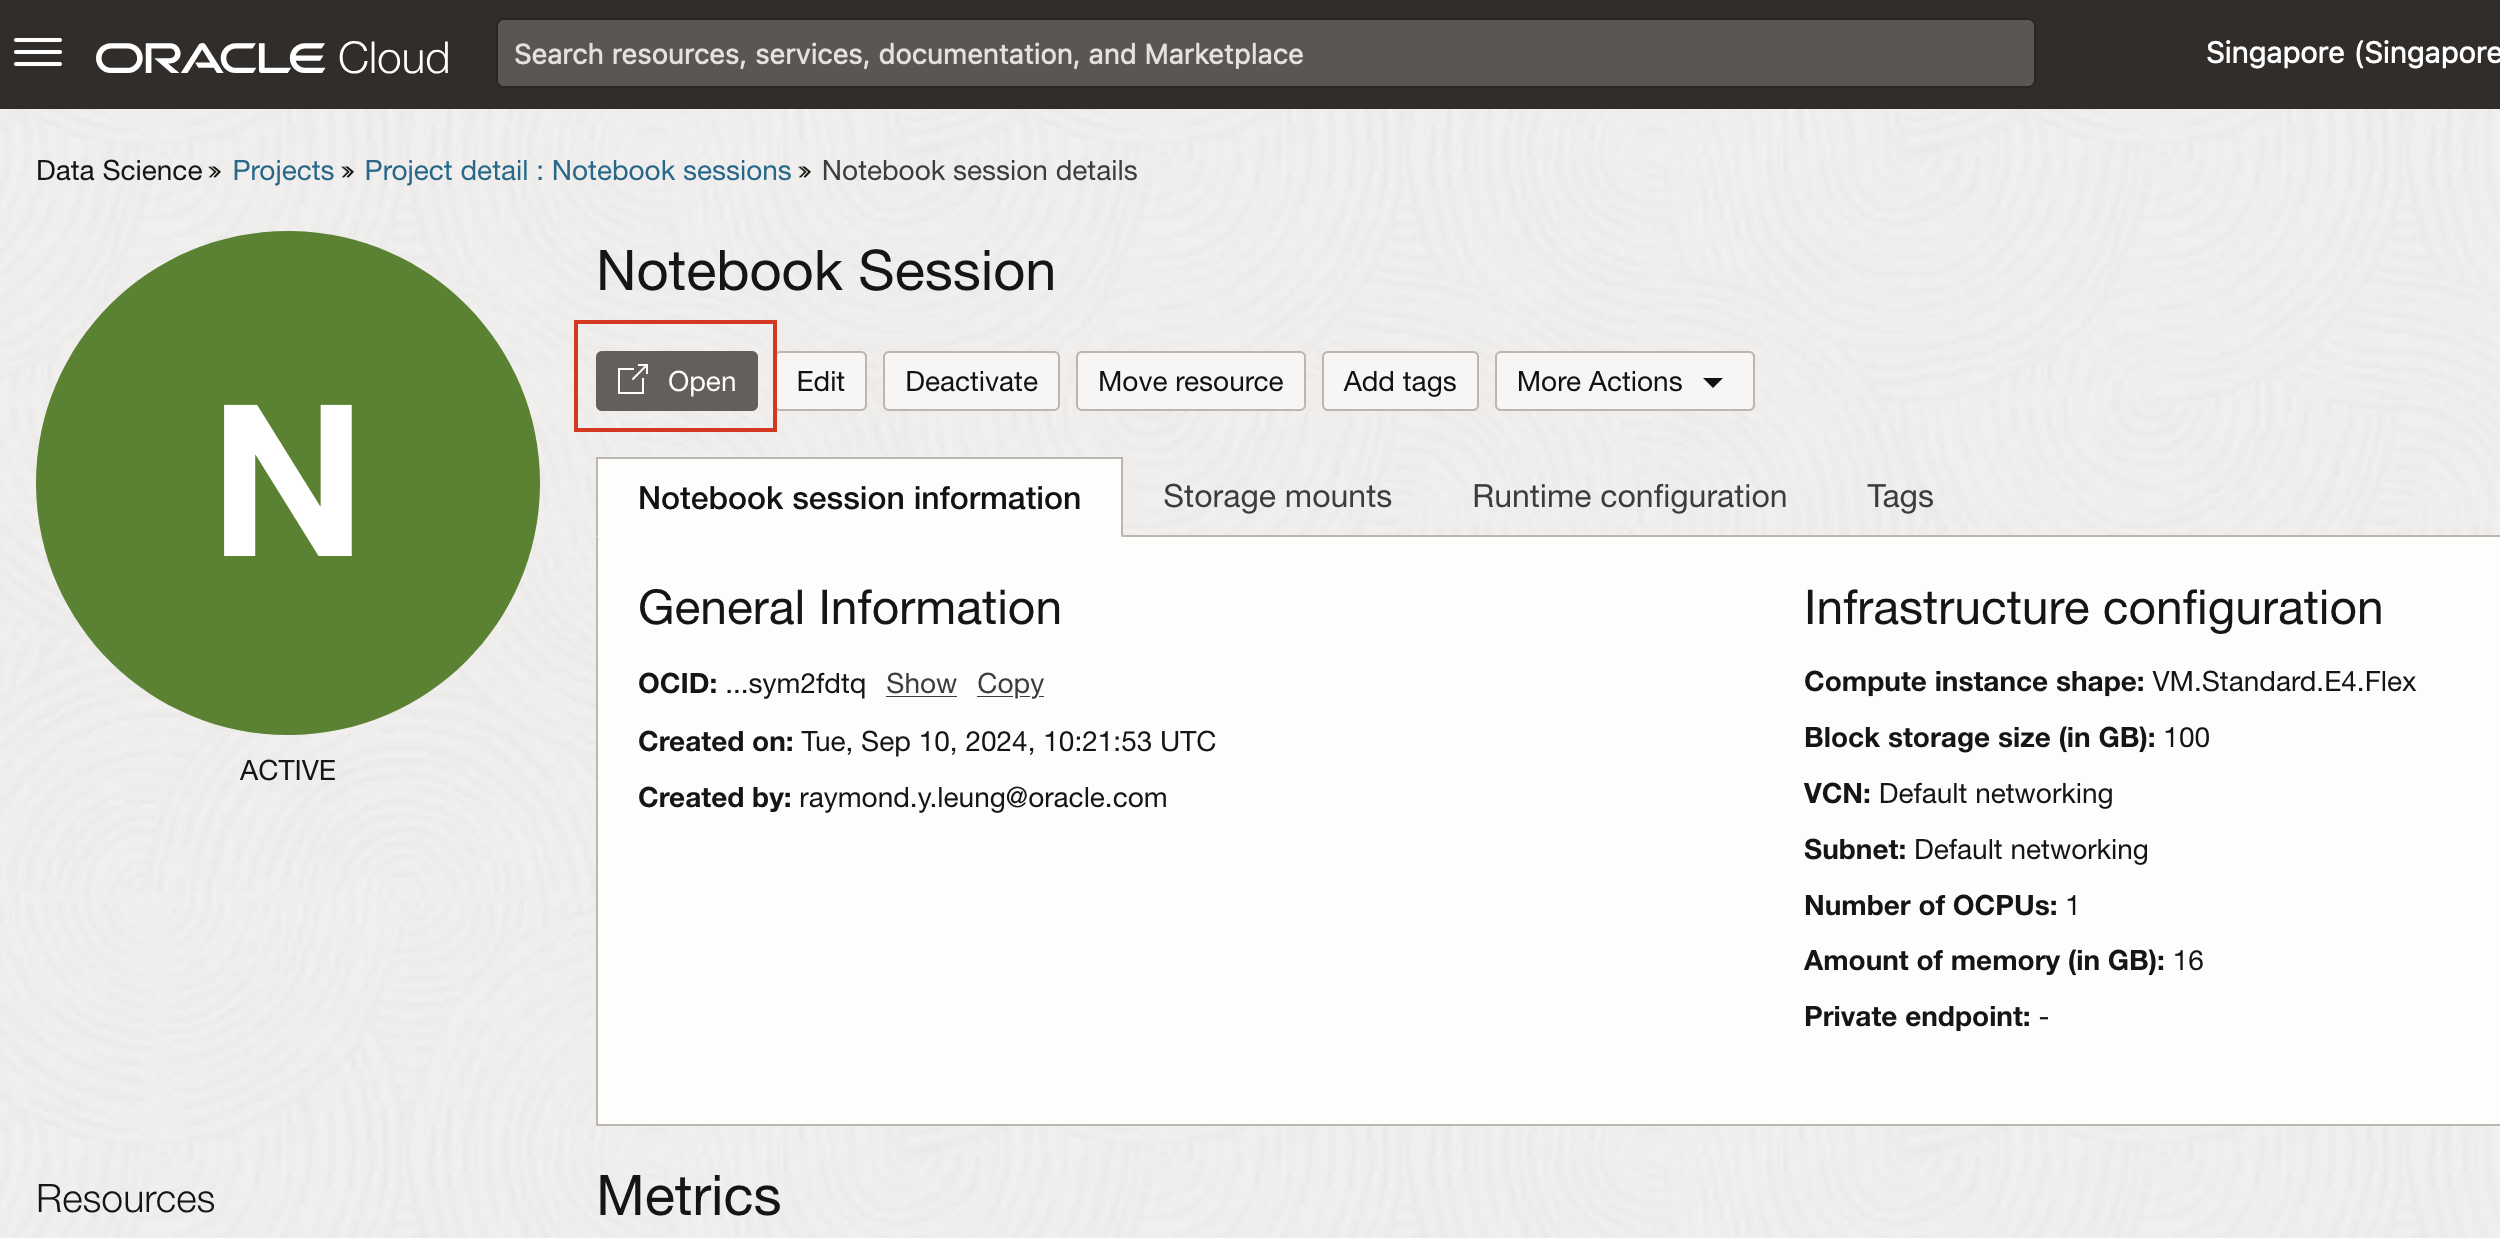 ORACLE Cloud
Search resources, services, documentation, and Marketplace
Singapore (Singapore
Data Science » Projects » Project detail : Notebook sessions » Notebook session details
N
ACTIVE
Notebook Session
Open
Edit
Deactivate
Move resource
Add tags
More Actions
Notebook session information
Storage mounts
Runtime configuration
Tags
General Information
OCID: ...sym2fdtq Show Copy
Created on: Tue, Sep 10, 2024, 10:21:53 UTC
Created by: raymond.y.leung@oracle.com
Infrastructure configuration
Compute instance shape: VM.Standard.E4.Flex
Block storage size (in GB): 100
VCN: Default networking
Subnet: Default networking
Number of OCPUs: 1
Amount of memory (in GB): 16
Private endpoint: -
Resources
Metrics